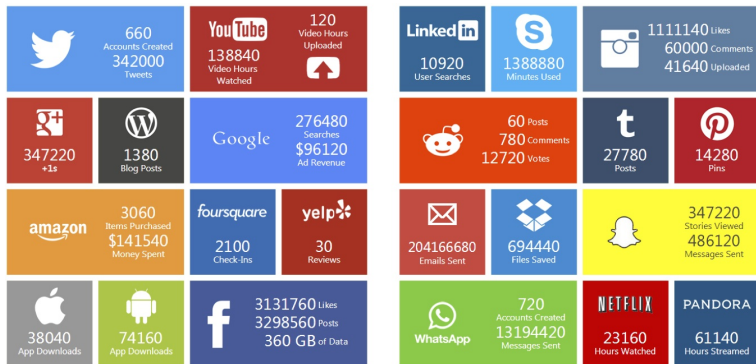 660
Accounts Created
342000
Tweets
You Tube
138840
Video Hours
Watched
120
Video Hours
Uploaded
g+
347220
+1s
1380
Blog Posts
Google
276480
Searches
$96120
Ad Revenue
amazon
3060
Items Purchased
$141540
Money Spent
foursquare
2100
Check-Ins
yelp
30
Reviews
38040
App Downloads
74160
App Downloads
f
3131760 Likes
3298560 Posts
360 GB of Data
Linked in
10920
User Searches
S
1388880
Minutes Used
1111140 Likes
60000 Comments
41640 Uploaded
60 Posts
780 Comments
12720 Votes
t
27780
Posts
14280
Pins
204166680
Emails Sent
694440
Files Saved
347220
Stories Viewed
486120
Messages Sent
WhatsApp
720
Accounts Created
13194420
Messages Sent
NETFLIX
23160
Hours Watched
PANDORA
61140
Hours Streamed